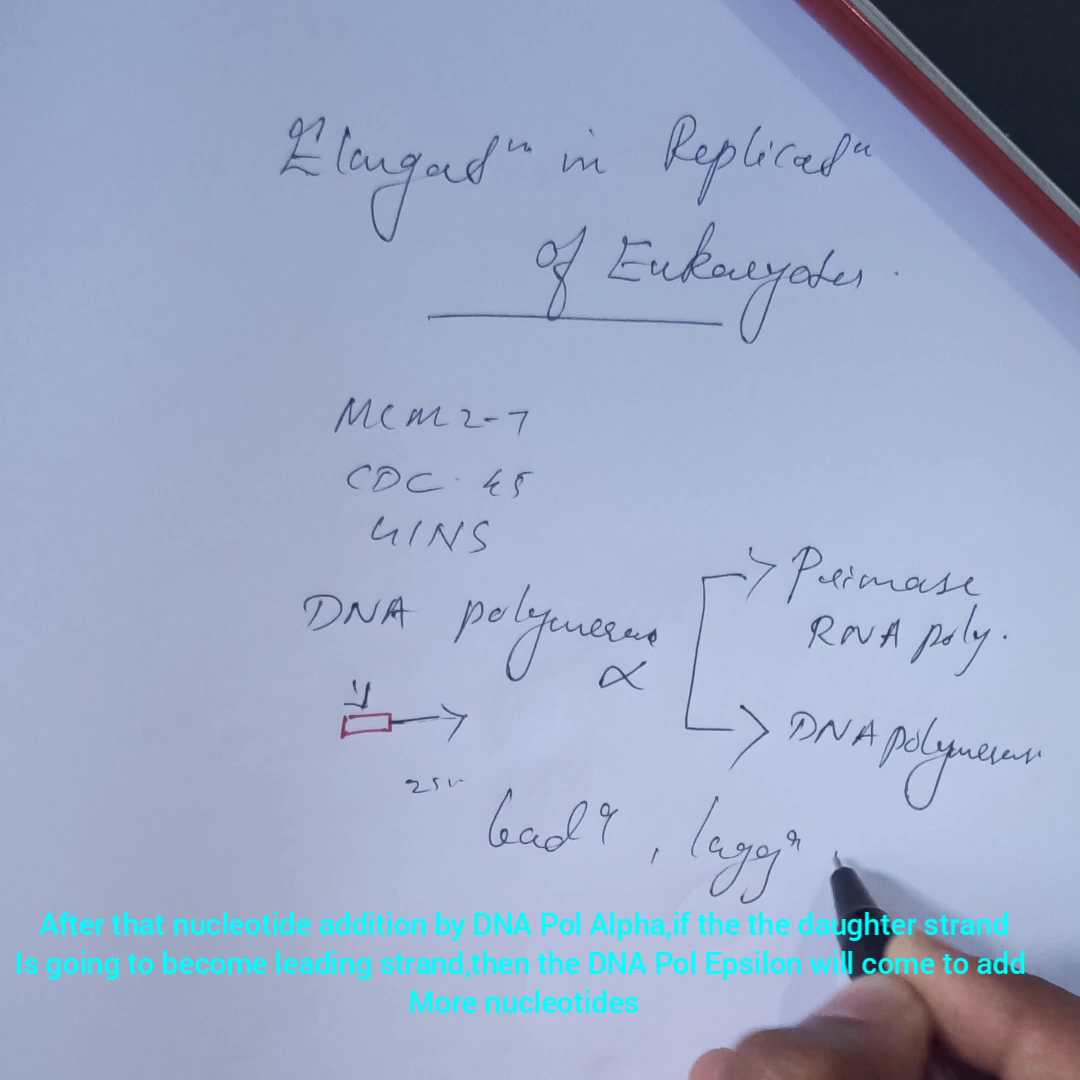 Elongatⁿ in Replicatⁿ
of Eukaryotes.
MCM 2-7
CDC 45
GINS
DNA polymerase
α
Primase
RNA poly.
DNA polymerase
25n
leadg, laggg
After that nucleotide addition by DNA Pol Alpha,if the the daughter strand
Is going to become leading strand,then the DNA Pol Epsilon will come to add
More nucleotides